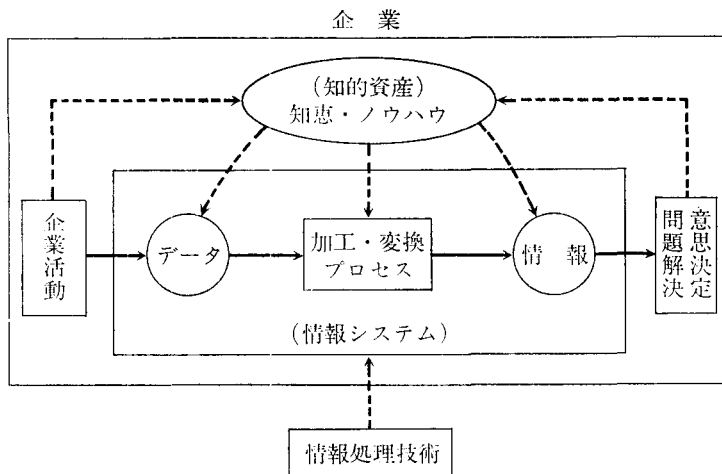 企業
(知的資産)
知恵・ノウハウ
企業活動
データ
加工・変換
プロセス
情報
意思決定
問題解決
(情報システム)
情報処理技術